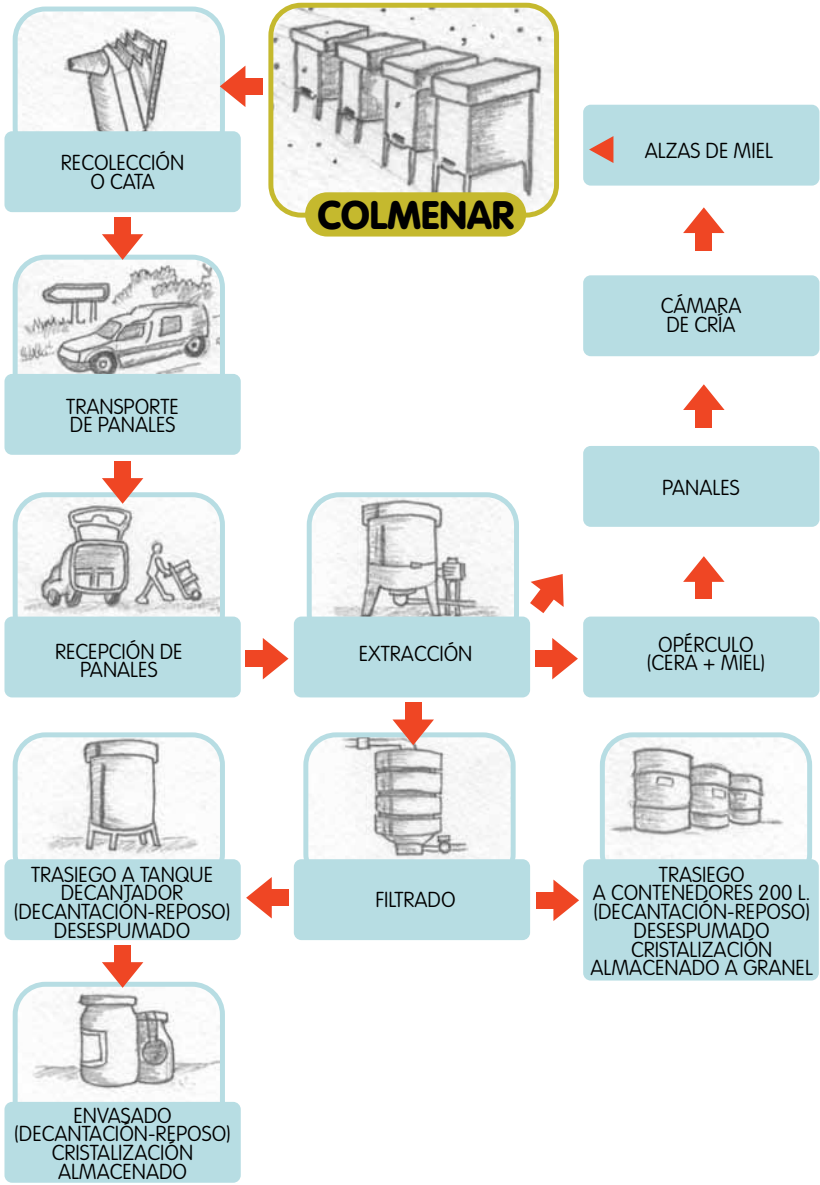 COLMENAR
RECOLECCIÓN
O CATA
ALZAS DE MIEL
CÁMARA
DE CRÍA
TRANSPORTE
DE PANALES
PANALES
RECEPCIÓN DE
PANALES
EXTRACCIÓN
OPÉRCULO
(CERA + MIEL)
TRASIEGO A TANQUE
DECANTADOR
(DECANTACIÓN-REPOSO)
DESESPUMADO
FILTRADO
TRASIEGO
A CONTENEDORES 200 L.
(DECANTACIÓN-REPOSO)
DESESPUMADO
CRISTALIZACIÓN
ALMACENADO A GRANEL
ENVASADO
(DECANTACIÓN-REPOSO)
CRISTALIZACIÓN
ALMACENADO